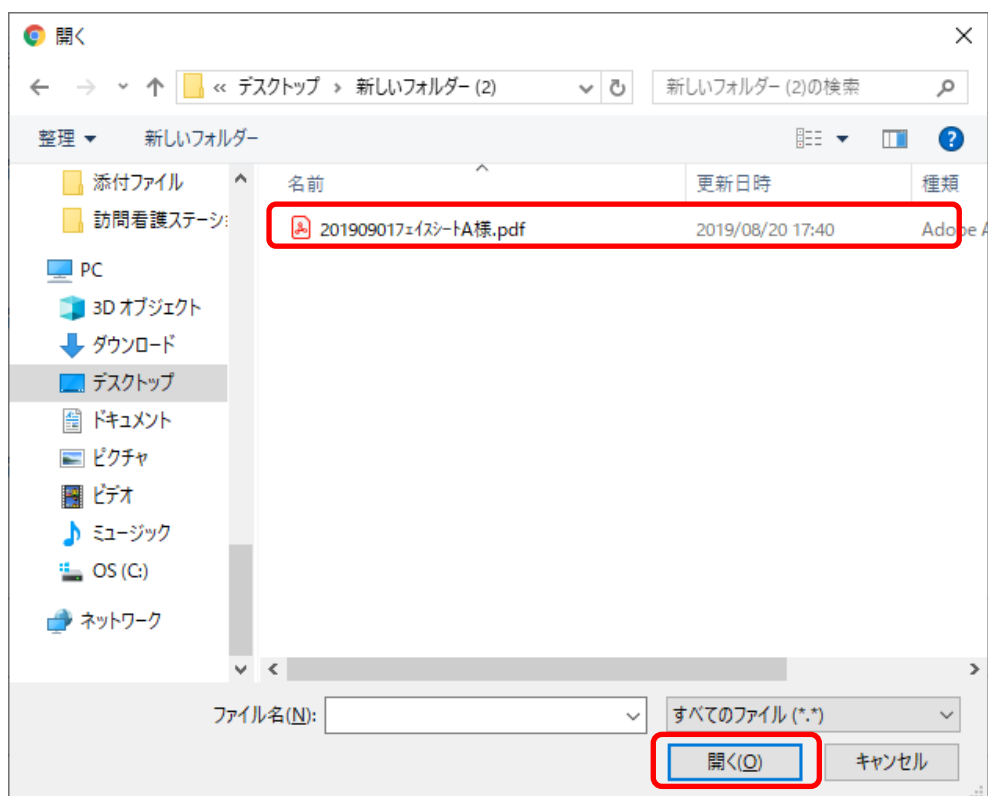 開く
« デスクトップ › 新しいフォルダー (2)
新しいフォルダー (2)の検索
整理
新しいフォルダー
?
添付ファイル
訪問看護ステーショ
PC
3D オブジェクト
ダウンロード
デスクトップ
ドキュメント
ピクチャ
ビデオ
ミュージック
OS (C:)
ネットワーク
名前 更新日時 種類
201909017ﾌｪｲｽｼｰﾄA様.pdf 2019/08/20 17:40 Adobe A
ファイル名(N):
すべてのファイル (*.*)
開く(O)
キャンセル